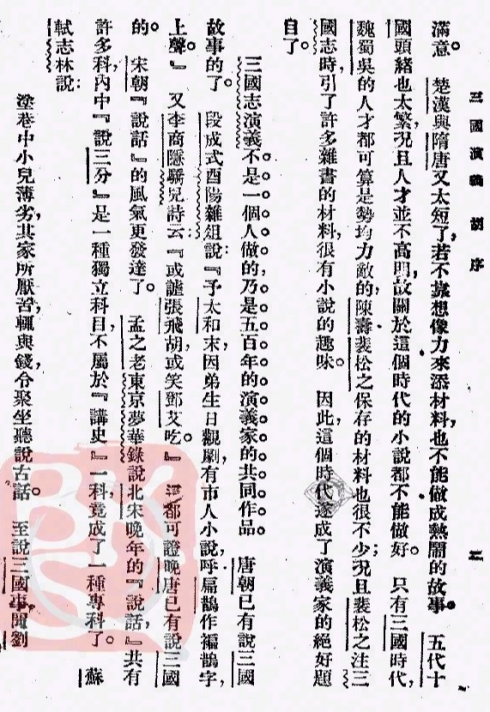 三國演義 胡序
三
滿意。 楚漢與隋唐又太短了，若不靠想像力來添材料，也不能做成熱鬧的故事。 五代十
國頭緒也太繁，況且人才並不高明，故關於這個時代的小說都不能做好。 只有三國時代，
魏蜀吳的人才都可算是勢均力敵的，陳壽裴松之保存的材料也很不少；況且裴松之注三
國志時，引了許多雜書的材料，很有小說的趣味。 因此，這個時代遂成了演義家的絕好題
自了。
三國志演義不是一個人做的，乃是五百年的演義家的共同作品。 唐朝已有說三國
故事的了。 段成式酉陽雜俎說：『予太和末，因弟生日觀劇，有市人小說，呼扁鵲作褊鵲字，
上聲。』 又李商隱驕兒詩云『或謔張飛胡，或笑鄧艾吃。』 這都可證晚唐已有說三國
的。 宋朝『說話』的風氣更發達了。 孟之老東京夢華錄說北宋晚年的『說話』共有
許多科，內中『說三分』是一種獨立科目，不屬於『講史』一科，竟成了一種專科了。 蘇
軾志林說：
塗巷中小兒薄劣，其家所厭苦，輒與錢，令聚坐聽說古話。 至說三國事，聞劉